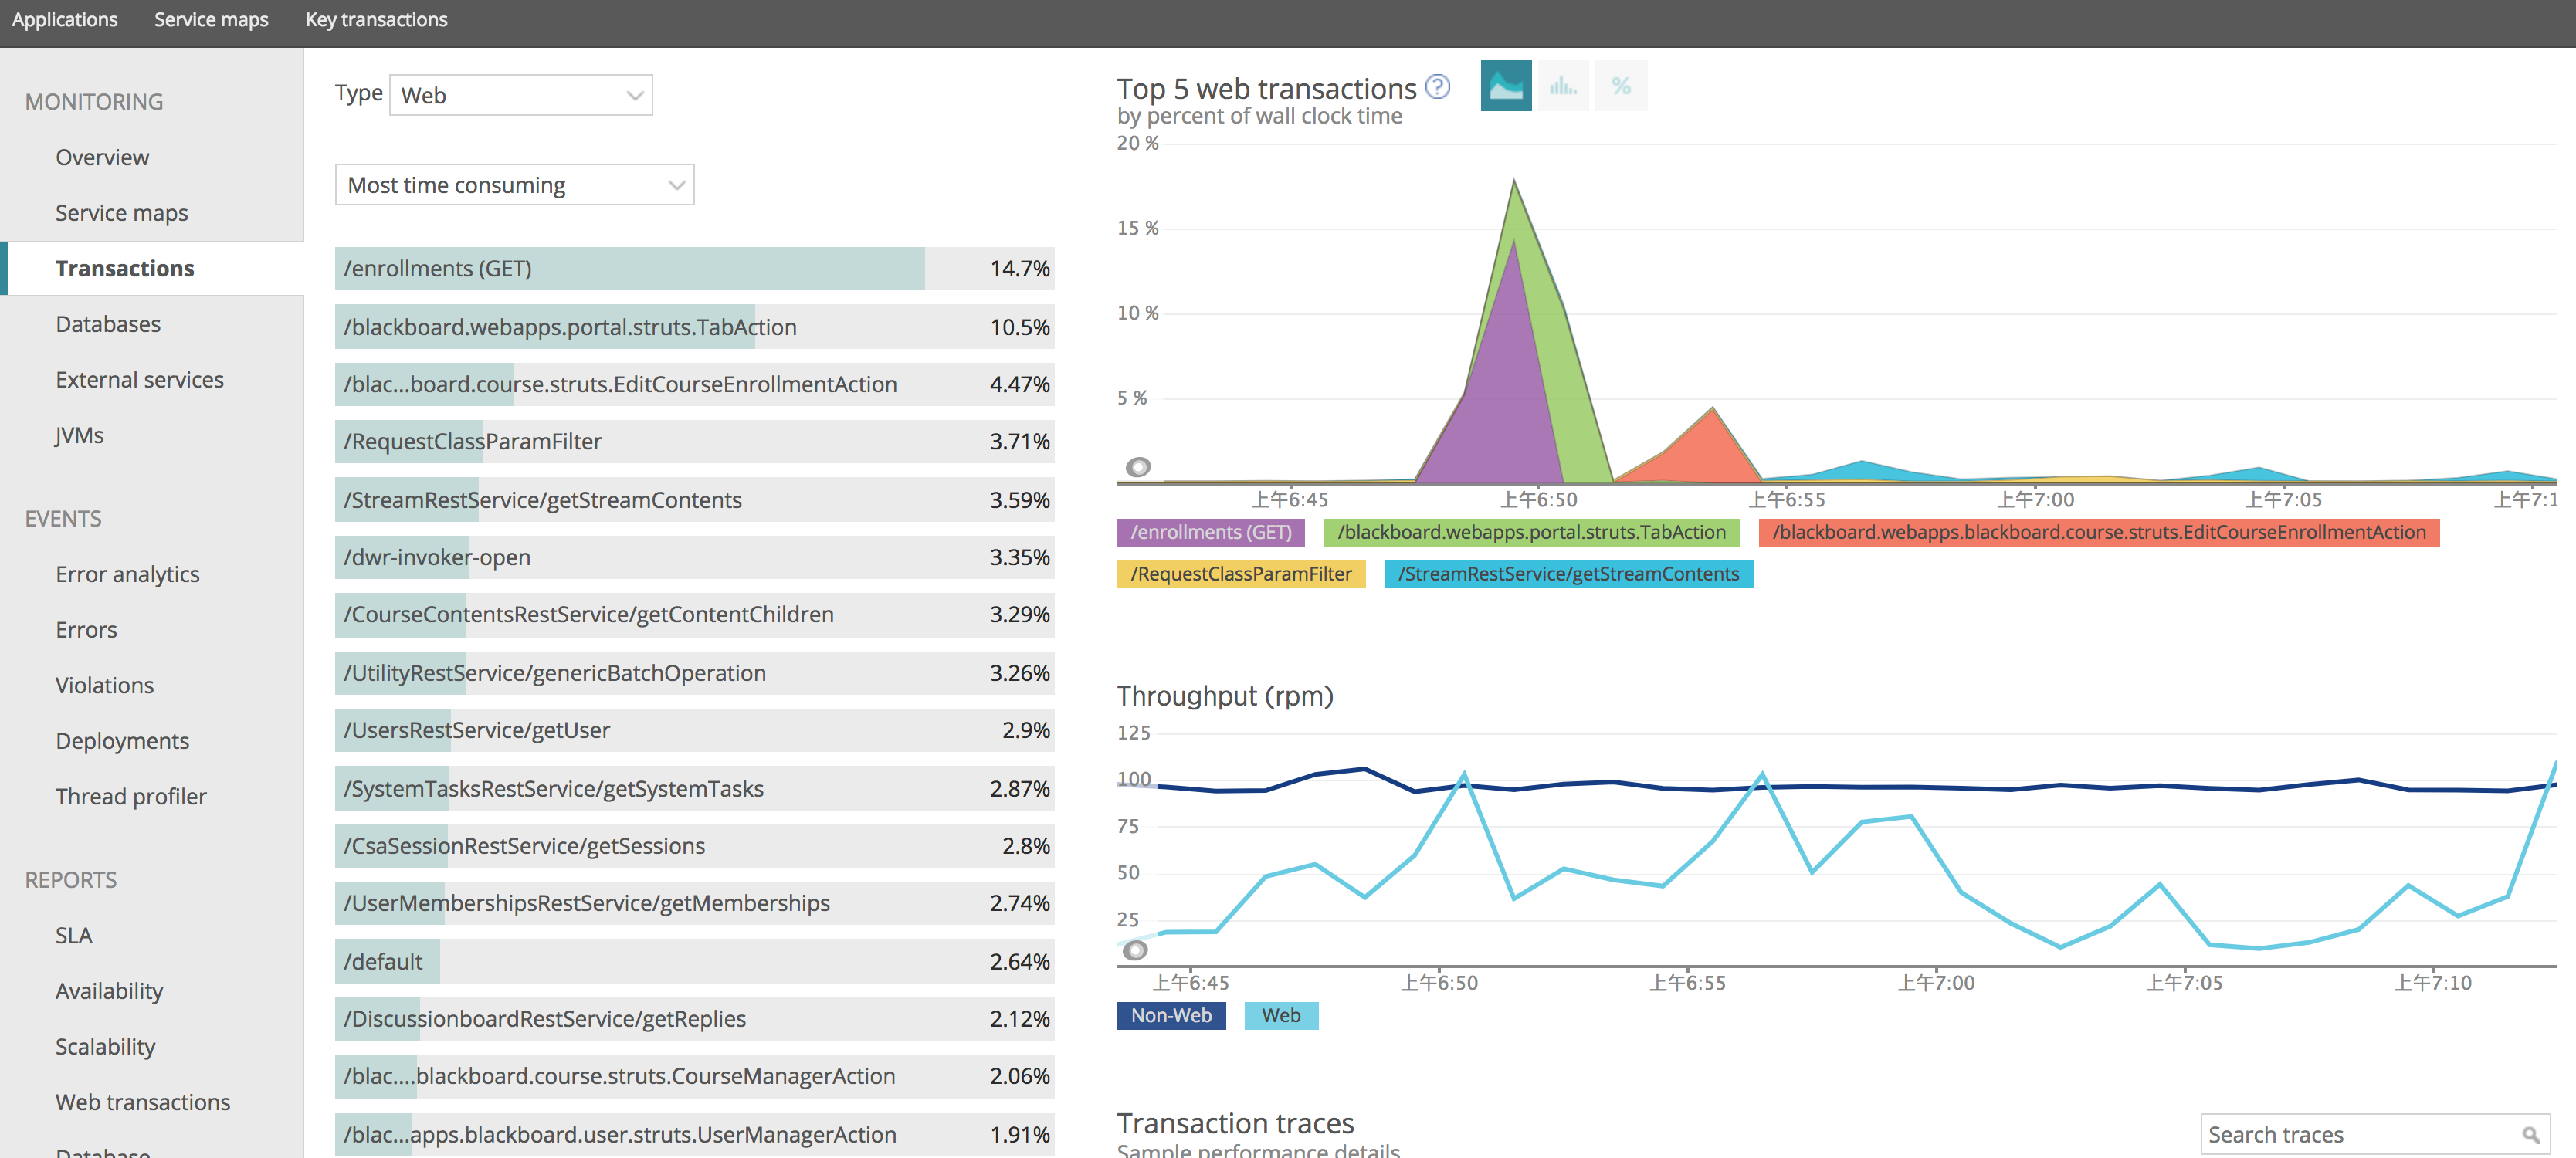 Applications Service maps Key transactions
MONITORING
Overview
Service maps
Transactions
Databases
External services
JVMs
EVENTS
Error analytics
Errors
Violations
Deployments
Thread profiler
REPORTS
SLA
Availability
Scalability
Web transactions
Database
Type Web
Most time consuming
/enrollments (GET) 14.7%
/blackboard.webapps.portal.struts.TabAction 10.5%
/blac...board.course.struts.EditCourseEnrollmentAction 4.47%
/RequestClassParamFilter 3.71%
/StreamRestService/getStreamContents 3.59%
/dwr-invoker-open 3.35%
/CourseContentsRestService/getContentChildren 3.29%
/UtilityRestService/genericBatchOperation 3.26%
/UsersRestService/getUser 2.9%
/SystemTasksRestService/getSystemTasks 2.87%
/CsaSessionRestService/getSessions 2.8%
/UserMembershipsRestService/getMemberships 2.74%
/default 2.64%
/DiscussionboardRestService/getReplies 2.12%
/blac....blackboard.course.struts.CourseManagerAction 2.06%
/blac...apps.blackboard.user.struts.UserManagerAction 1.91%
Top 5 web transactions ? %
by percent of wall clock time
20 %
15 %
10 %
5 %
上午6:45 上午6:50 上午6:55 上午7:00 上午7:05 上午7:1
/enrollments (GET) /blackboard.webapps.portal.struts.TabAction /blackboard.webapps.blackboard.course.struts.EditCourseEnrollmentAction
/RequestClassParamFilter /StreamRestService/getStreamContents
Throughput (rpm)
125
100
75
50
25
上午6:45 上午6:50 上午6:55 上午7:00 上午7:05 上午7:10
Non-Web Web
Transaction traces
Search traces
Sample performance details